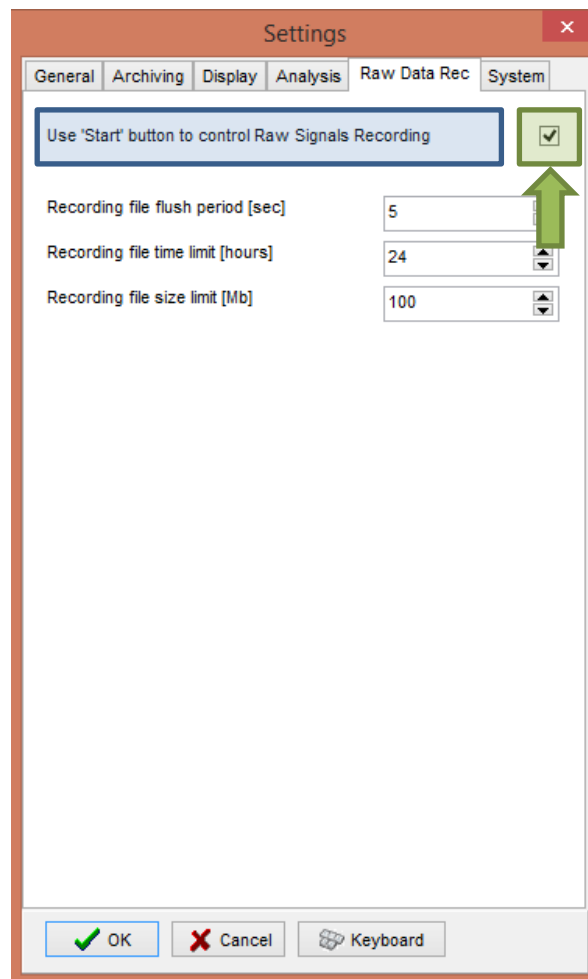 Settings
General Archiving Display Analysis Raw Data Rec System
Use 'Start' button to control Raw Signals Recording
Recording file flush period [sec] 5
Recording file time limit [hours] 24
Recording file size limit [Mb] 100
OK Cancel Keyboard